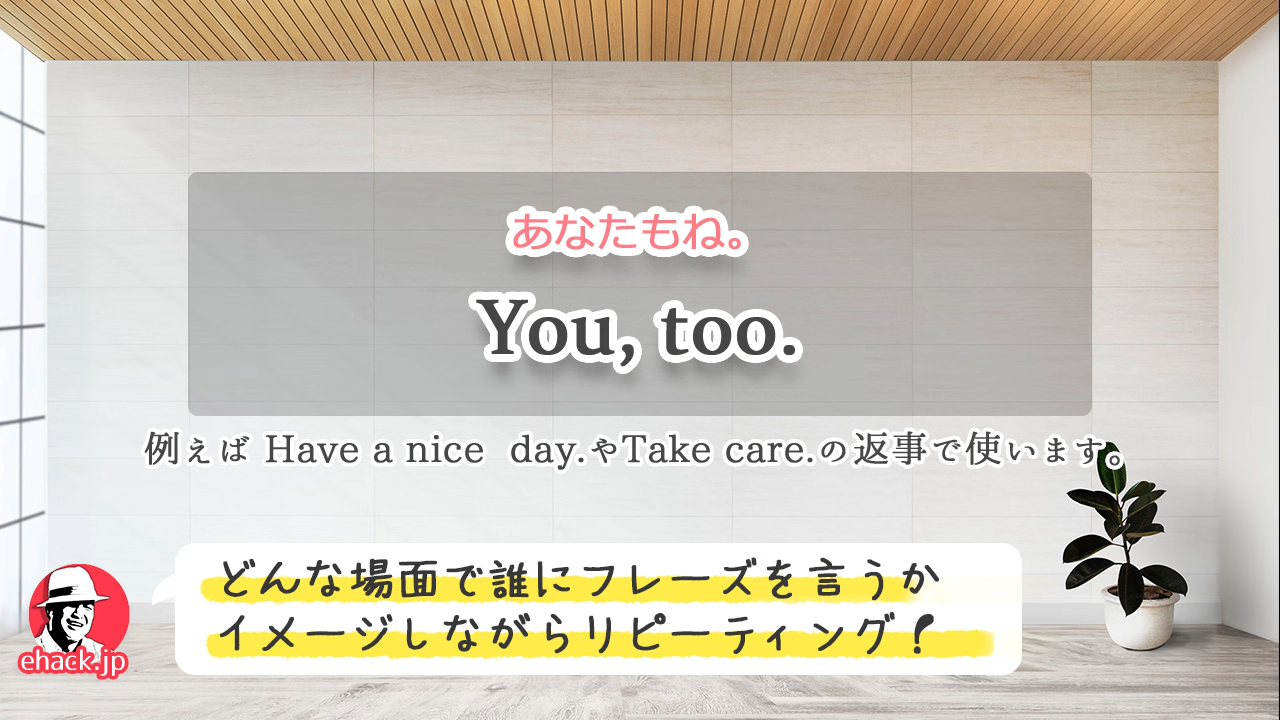 あなたもね。
You, too.
例えば Have a nice day.やTake care.の返事で使います。
どんな場面で誰にフレーズを言うか
イメージしながらリピーティング！
ehack.jp